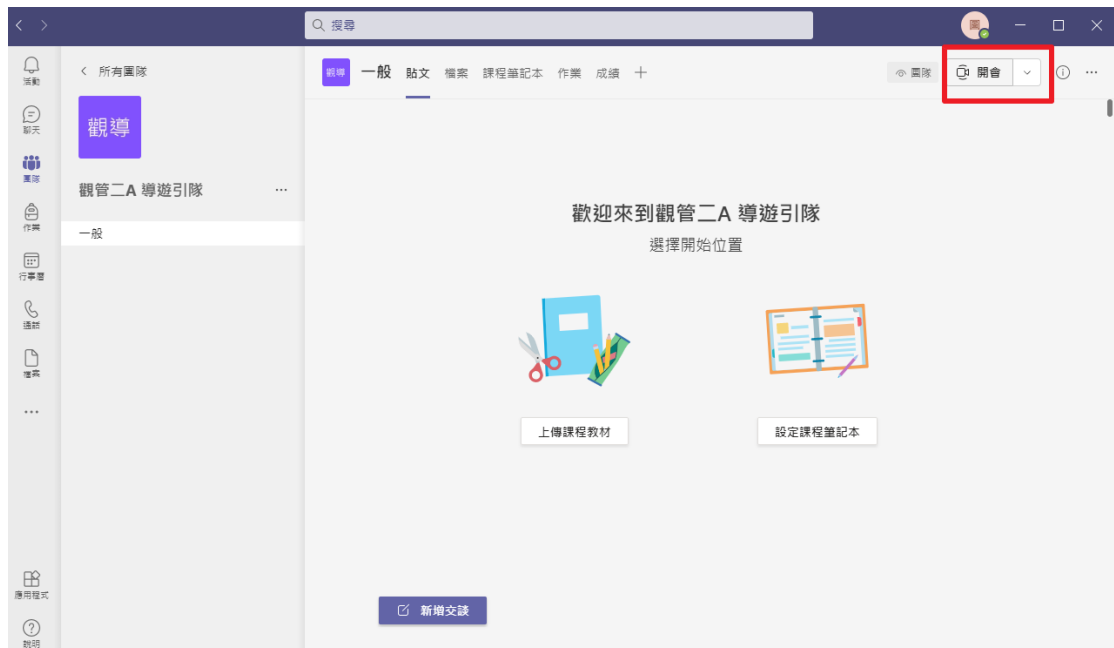 搜尋
圖
活動
聊天
團隊
作業
行事曆
通話
檔案
應用程式
說明
所有團隊
觀導
觀管二A 導遊引隊
一般
觀導 一般 貼文 檔案 課程筆記本 作業 成績
團隊 開會
歡迎來到觀管二A 導遊引隊
選擇開始位置
上傳課程教材 設定課程筆記本
新增交談